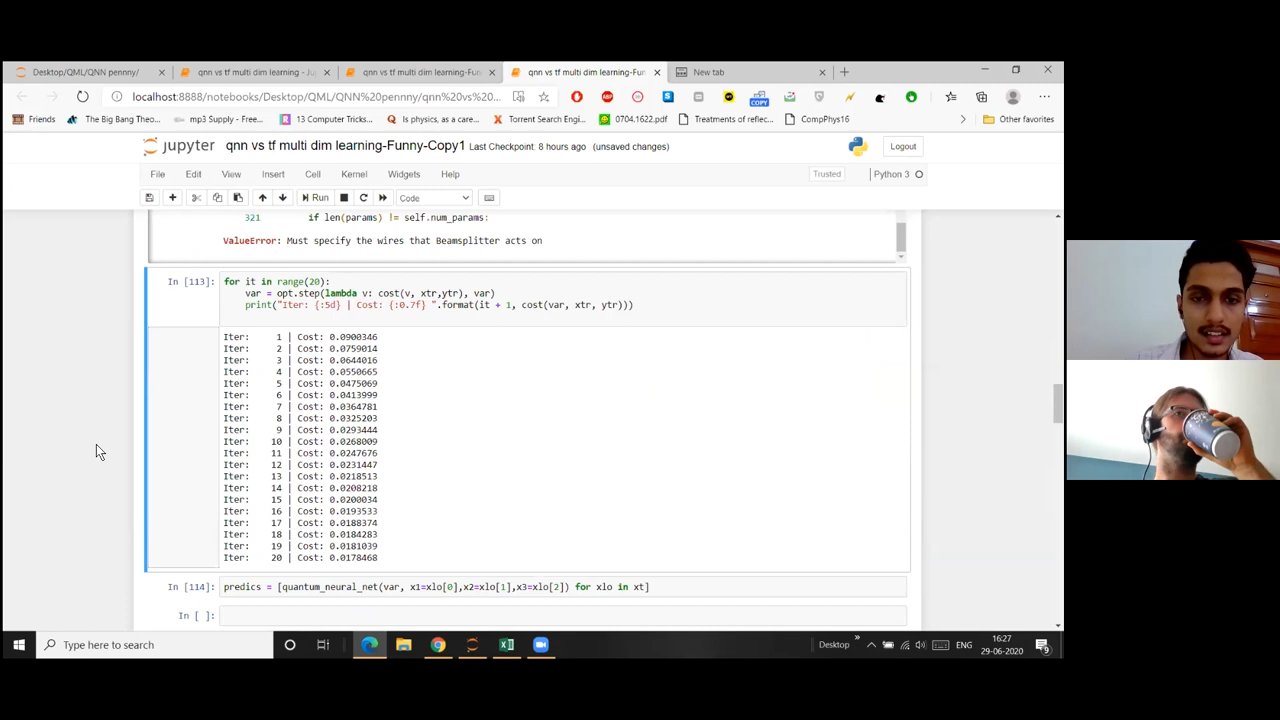 Desktop/QML/QNN pennny/
qnn vs tf multi dim learning - Ju
qnn vs tf multi dim learning-Fun
qnn vs tf multi dim learning-Fun
New tab
localhost:8888/notebooks/Desktop/QML/QNN%20pennny/qnn%20vs%20...
ABP
COPY
Friends
The Big Bang Theo...
mp3 Supply - Free...
13 Computer Tricks...
Is physics, as a care...
Torrent Search Engi...
0704.1622.pdf
Treatments of reflec...
CompPhys16
Other favorites
jupyter
qnn vs tf multi dim learning-Funny-Copy1 Last Checkpoint: 8 hours ago (unsaved changes)
Logout
File Edit View Insert Cell Kernel Widgets Help
Trusted
Python 3
Run
Code
321 if len(params) != self.num_params:
ValueError: Must specify the wires that Beamsplitter acts on
In [113]: for it in range(20):
var = opt.step(lambda v: cost(v, xtr,ytr), var)
print("Iter: {:5d} | Cost: {:0.7f} ".format(it + 1, cost(var, xtr, ytr)))
Iter: 1 | Cost: 0.0900346
Iter: 2 | Cost: 0.0759014
Iter: 3 | Cost: 0.0644016
Iter: 4 | Cost: 0.0550665
Iter: 5 | Cost: 0.0475069
Iter: 6 | Cost: 0.0413999
Iter: 7 | Cost: 0.0364781
Iter: 8 | Cost: 0.0325203
Iter: 9 | Cost: 0.0293444
Iter: 10 | Cost: 0.0268009
Iter: 11 | Cost: 0.0247676
Iter: 12 | Cost: 0.0231447
Iter: 13 | Cost: 0.0218513
Iter: 14 | Cost: 0.0208218
Iter: 15 | Cost: 0.0200034
Iter: 16 | Cost: 0.0193533
Iter: 17 | Cost: 0.0188374
Iter: 18 | Cost: 0.0184283
Iter: 19 | Cost: 0.0181039
Iter: 20 | Cost: 0.0178468
In [114]: predics = [quantum_neural_net(var, x1=xlo[0],x2=xlo[1],x3=xlo[2]) for xlo in xt]
In [ ]:
Type here to search
Desktop
ENG
16:27
29-06-2020